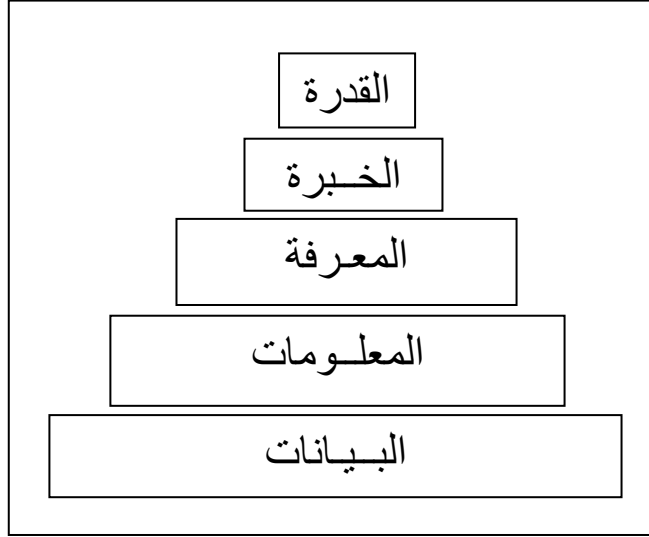 القدرة
الخبرة
المعرفة
المعلومات
البيانات